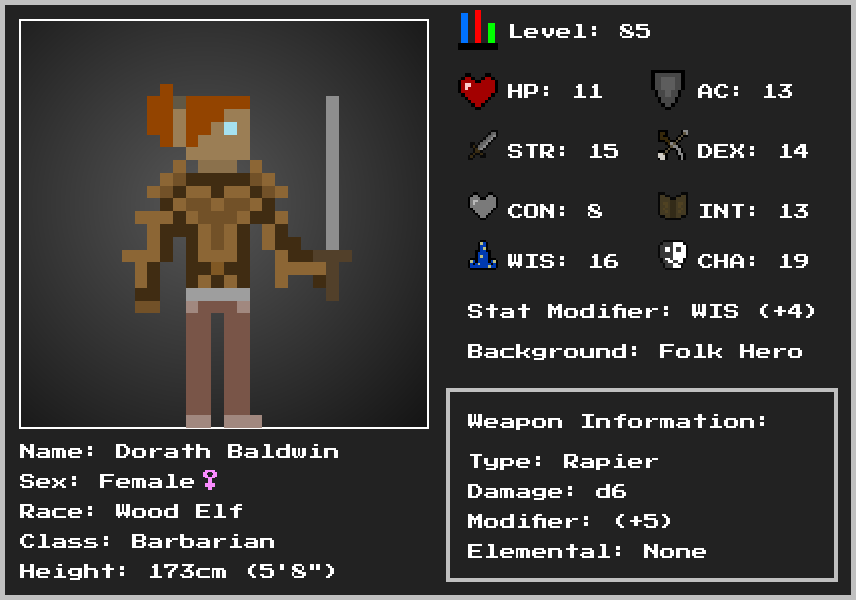 Level: 85
HP: 11 AC: 13
STR: 15 DEX: 14
CON: 8 INT: 13
WIS: 16 CHA: 19
Stat Modifier: WIS (+4)
Background: Folk Hero
Weapon Information:
Type: Rapier
Damage: d6
Modifier: (+5)
Elemental: None
Name: Dorath Baldwin
Sex: Female♀
Race: Wood Elf
Class: Barbarian
Height: 173cm (5'8")